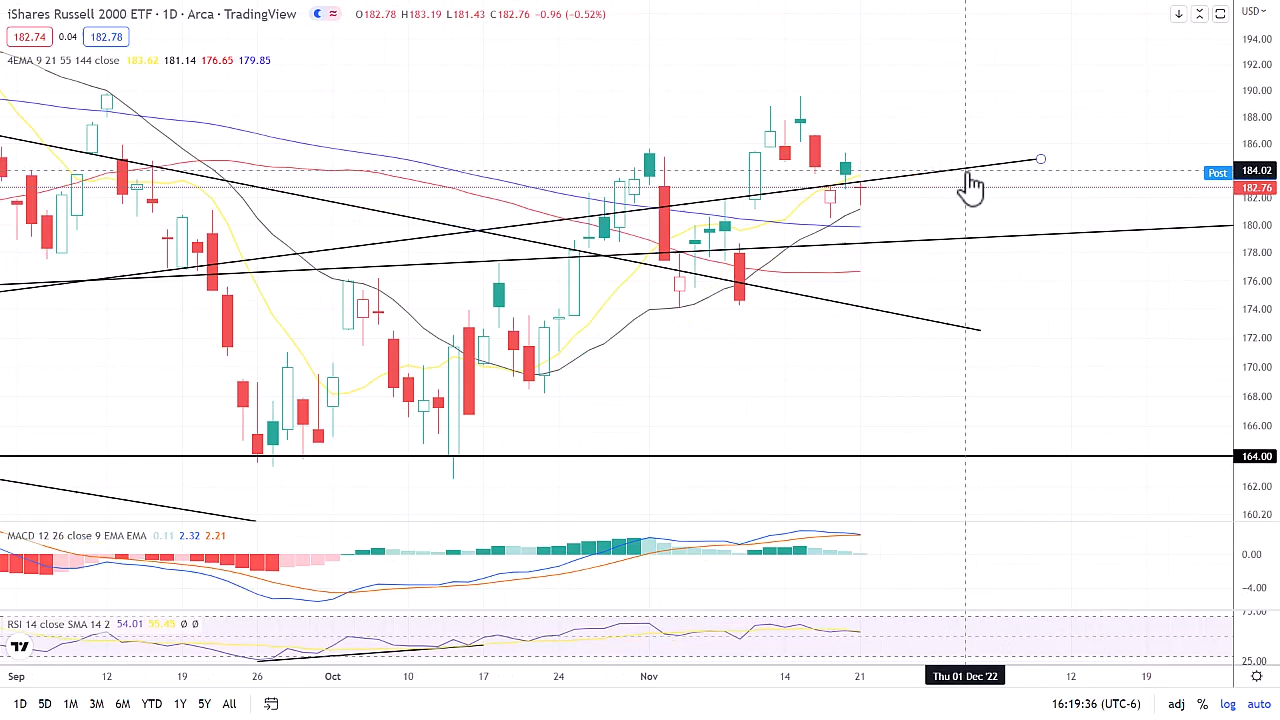 iShares Russell 2000 ETF · 1D · Arca · TradingView O182.78 H183.19 L181.43 C182.76 −0.96 (−0.52%)
182.74 0.04 182.78
4EMA 9 21 55 144 close 183.62 181.14 176.65 179.85
USD
194.00
192.00
190.00
188.00
186.00
Post 184.02
182.76
182.00
180.00
178.00
176.00
174.00
172.00
170.00
168.00
166.00
164.00
162.00
160.20
MACD 12 26 close 9 EMA EMA 0.11 2.32 2.21
0.00
−4.00
75.00
RSI 14 close SMA 14 2 54.01 55.45 Ø Ø
25.00
Sep 12 19 26 Oct 10 17 24 Nov 14 21 Thu 01 Dec '22 12 19
1D 5D 1M 3M 6M YTD 1Y 5Y All 16:19:36 (UTC-6) adj % log auto